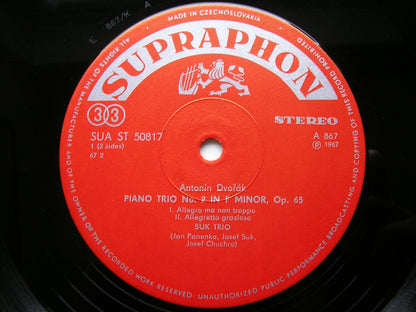 E 887/K A
MADE IN CZECHOSLOVAKIA
SUPRAPHON
33
STEREO
SUA ST 50817
1 (2 sides)
67 2
A 867
Ⓟ 1967
Antonín Dvořák
PIANO TRIO No. 2 IN F MINOR, Op. 65
I. Allegro ma non troppo
II. Allegretto grazioso
SUK TRIO
(Jan Panenka, Josef Suk,
Josef Chuchro)
ALL RIGHTS OF THE MANUFACTURER AND OF THE OWNER OF THE RECORDED WORK RESERVED. UNAUTHORIZED PUBLIC PERFORMANCE BROADCASTING AND COPYING OF THIS RECORD PROHIBITED